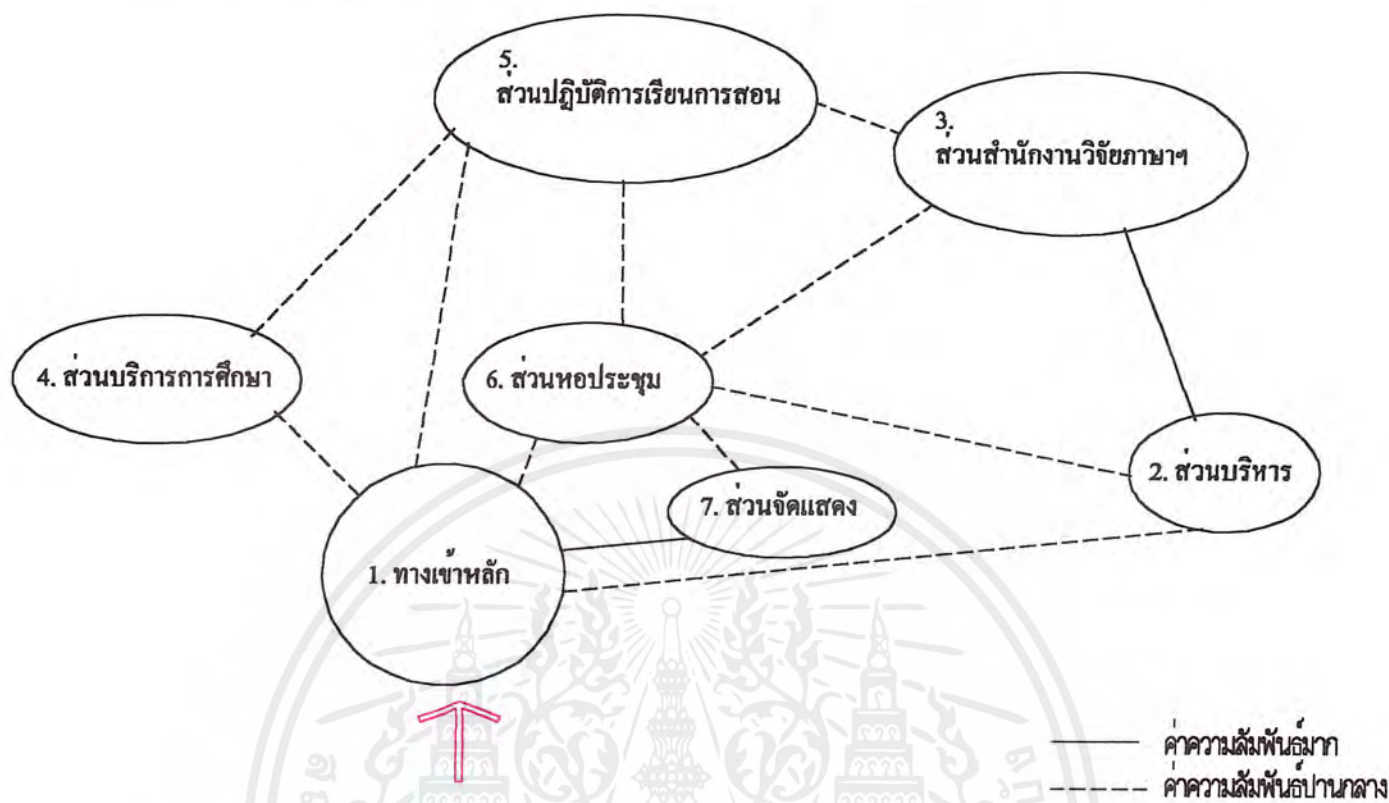 5.
ส่วนปฏิบัติการเรียนการสอน
3.
ส่วนสำนักงานวิจัยภาษาฯ
4. ส่วนบริการการศึกษา
6. ส่วนหอประชุม
2. ส่วนบริหาร
7. ส่วนจัดแสดง
1. ทางเข้าหลัก
ค่าความสัมพันธ์มาก
ค่าความสัมพันธ์ปานกลาง